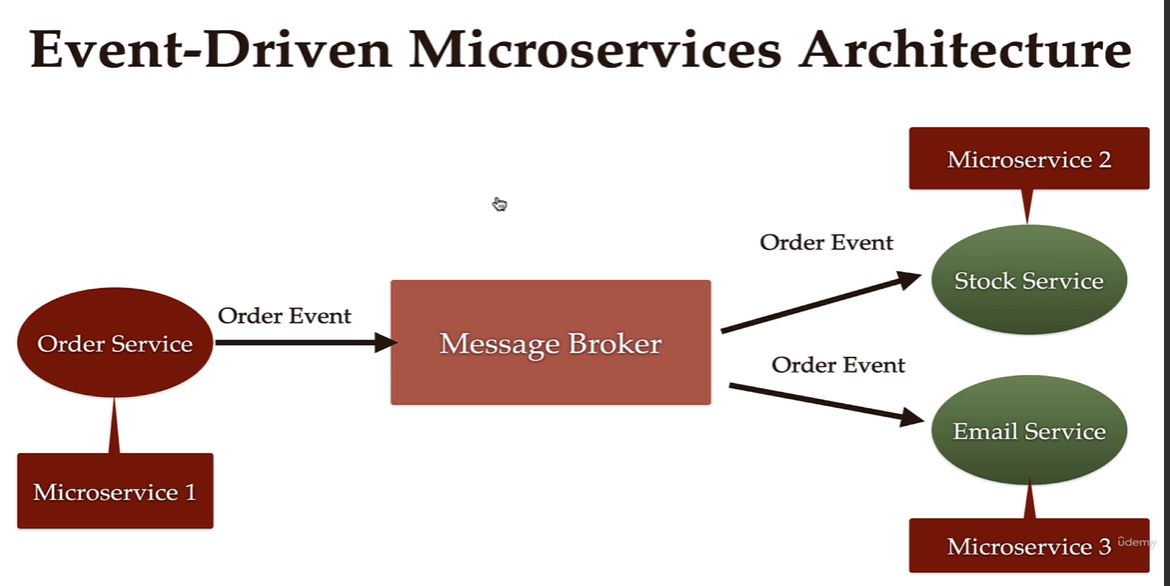 Event-Driven Microservices Architecture
Microservice 2
Order Event
Stock Service
Order Event
Order Service
Message Broker
Order Event
Email Service
Microservice 1
Microservice 3
ûdemy